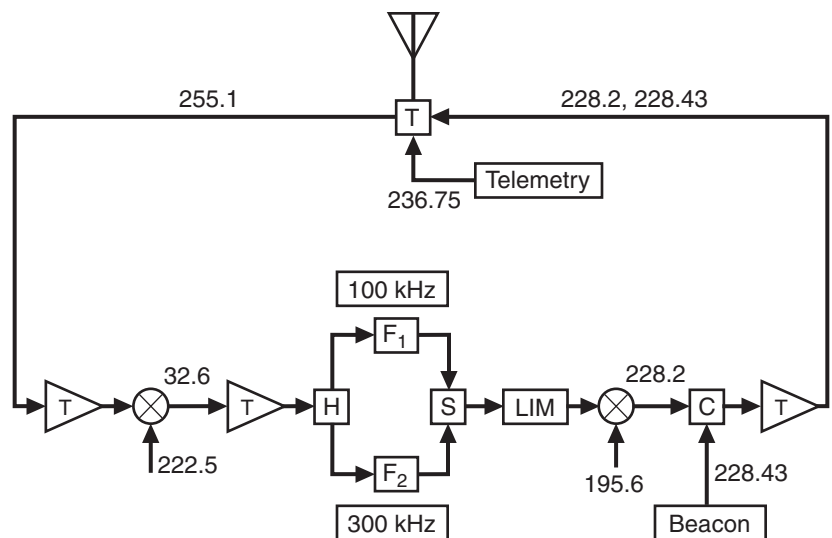 255.1
228.2, 228.43
T
Telemetry
236.75
100 kHz
F1
32.6
228.2
T
T
H
S
LIM
C
T
222.5
F2
195.6
228.43
300 kHz
Beacon